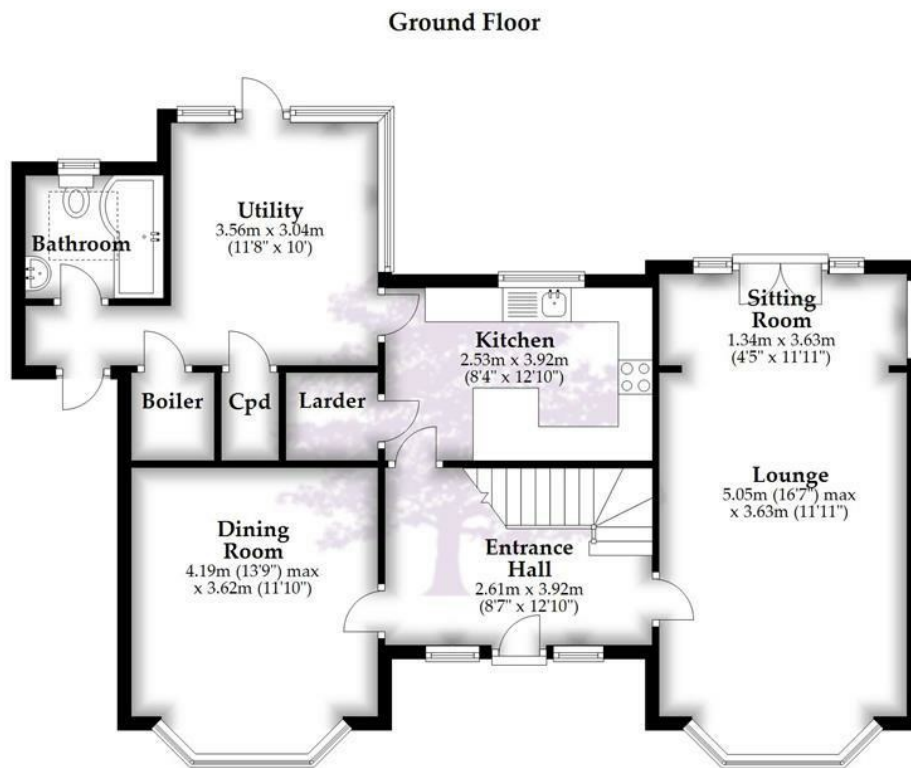 Ground Floor
Utility
3.56m x 3.04m
(11'8" x 10')
Bathroom
Kitchen
2.53m x 3.92m
(8'4" x 12'10")
Sitting
Room
1.34m x 3.63m
(4'5" x 11'11")
Boiler
Cpd
Larder
Lounge
5.05m (16'7") max
x 3.63m (11'11")
Dining
Room
4.19m (13'9") max
x 3.62m (11'10")
Entrance
Hall
2.61m x 3.92m
(8'7" x 12'10")